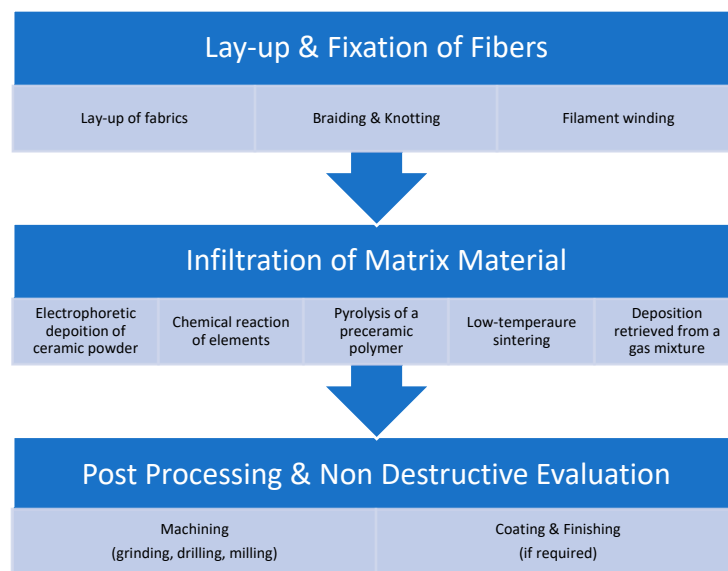 Lay-up & Fixation of Fibers
Lay-up of fabrics
Braiding & Knotting
Filament winding
Infiltration of Matrix Material
Electrophoretic
depoition of
ceramic powder
Chemical reaction
of elements
Pyrolysis of a
preceramic
polymer
Low-temperaure
sintering
Deposition
retrieved from a
gas mixture
Post Processing & Non Destructive Evaluation
Machining
(grinding, drilling, milling)
Coating & Finishing
(if required)